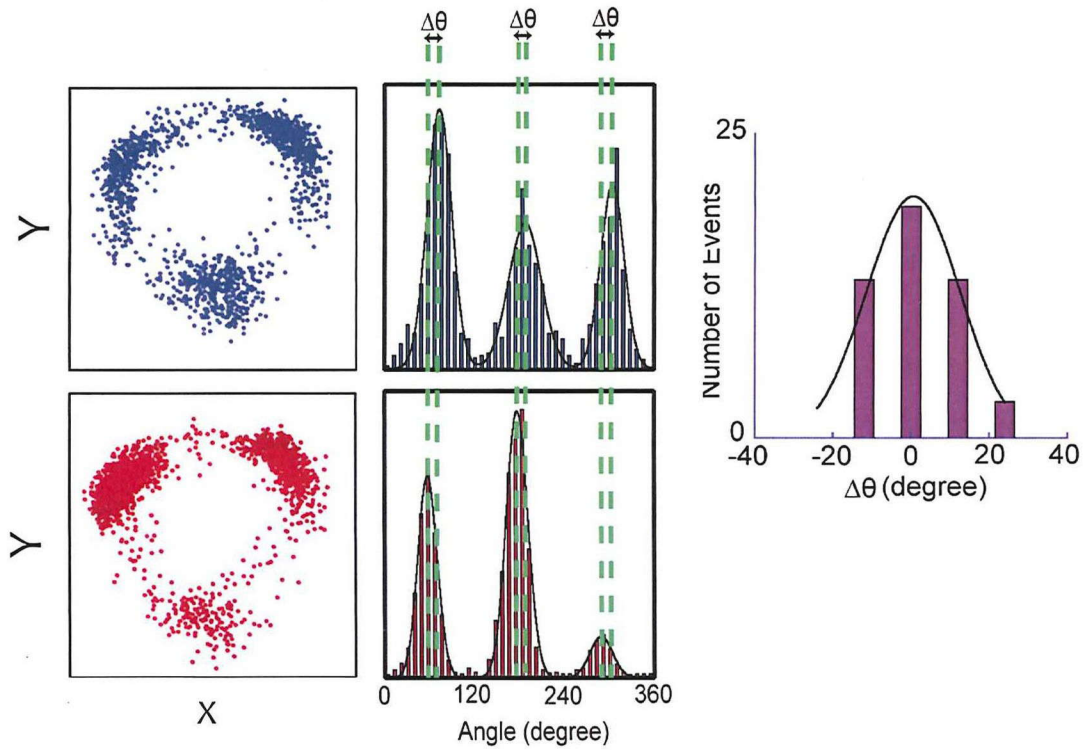 Δθ Δθ Δθ
Y
Y
X
0 120 240 360
Angle (degree)
25
0
Number of Events
-40 -20 0 20 40
Δθ (degree)